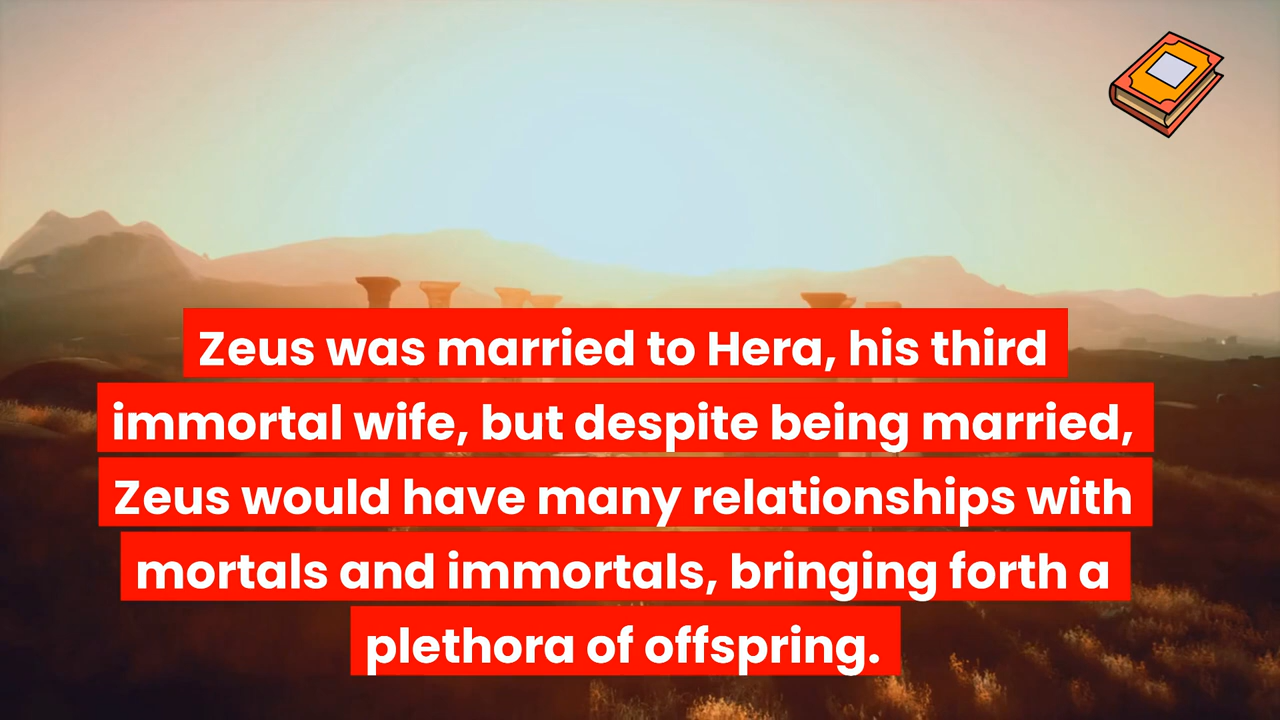 Zeus was married to Hera, his third
immortal wife, but despite being married,
Zeus would have many relationships with
mortals and immortals, bringing forth a
plethora of offspring.